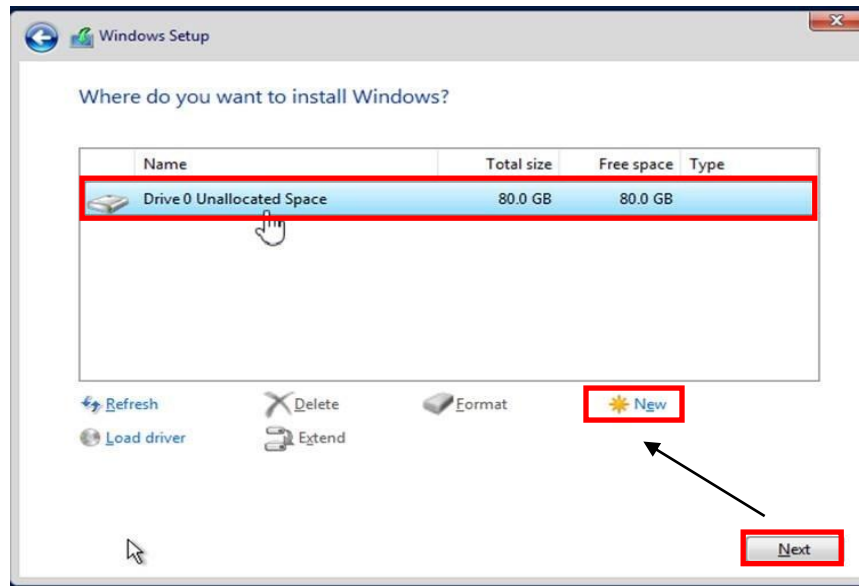 Windows Setup
Where do you want to install Windows?
Name Total size Free space Type
Drive 0 Unallocated Space 80.0 GB 80.0 GB
Refresh Delete Format New
Load driver Extend
Next